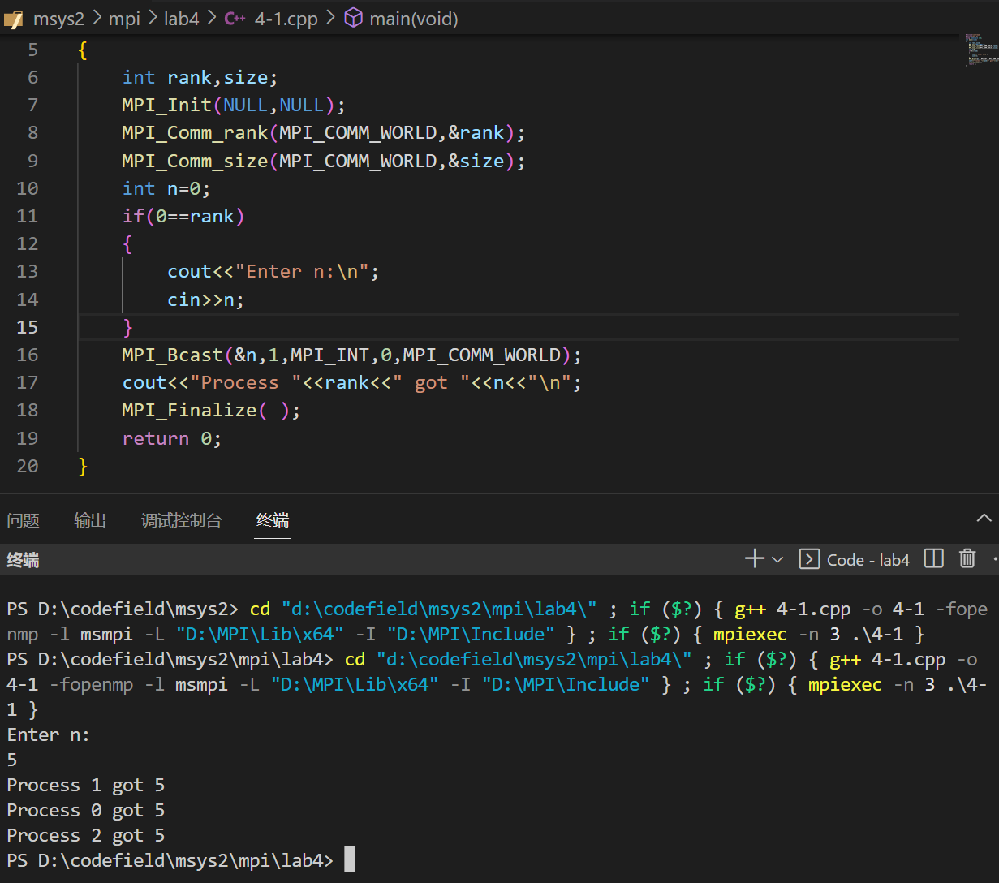 msys2 > mpi > lab4 > C++ 4-1.cpp > main(void)
5 {
6 int rank,size;
7 MPI_Init(NULL,NULL);
8 MPI_Comm_rank(MPI_COMM_WORLD,&rank);
9 MPI_Comm_size(MPI_COMM_WORLD,&size);
10 int n=0;
11 if(0==rank)
12 {
13 cout<<"Enter n:\n";
14 cin>>n;
15 }
16 MPI_Bcast(&n,1,MPI_INT,0,MPI_COMM_WORLD);
17 cout<<"Process "<<rank<<" got "<<n<<"\n";
18 MPI_Finalize( );
19 return 0;
20 }
问题 输出 调试控制台 终端
终端 Code - lab4
PS D:\codefield\msys2> cd "d:\codefield\msys2\mpi\lab4\" ; if ($?) { g++ 4-1.cpp -o 4-1 -fope
nmp -l msmpi -L "D:\MPI\Lib\x64" -I "D:\MPI\Include" } ; if ($?) { mpiexec -n 3 .\4-1 }
PS D:\codefield\msys2\mpi\lab4> cd "d:\codefield\msys2\mpi\lab4\" ; if ($?) { g++ 4-1.cpp -o
4-1 -fopenmp -l msmpi -L "D:\MPI\Lib\x64" -I "D:\MPI\Include" } ; if ($?) { mpiexec -n 3 .\4-
1 }
Enter n:
5
Process 1 got 5
Process 0 got 5
Process 2 got 5
PS D:\codefield\msys2\mpi\lab4>